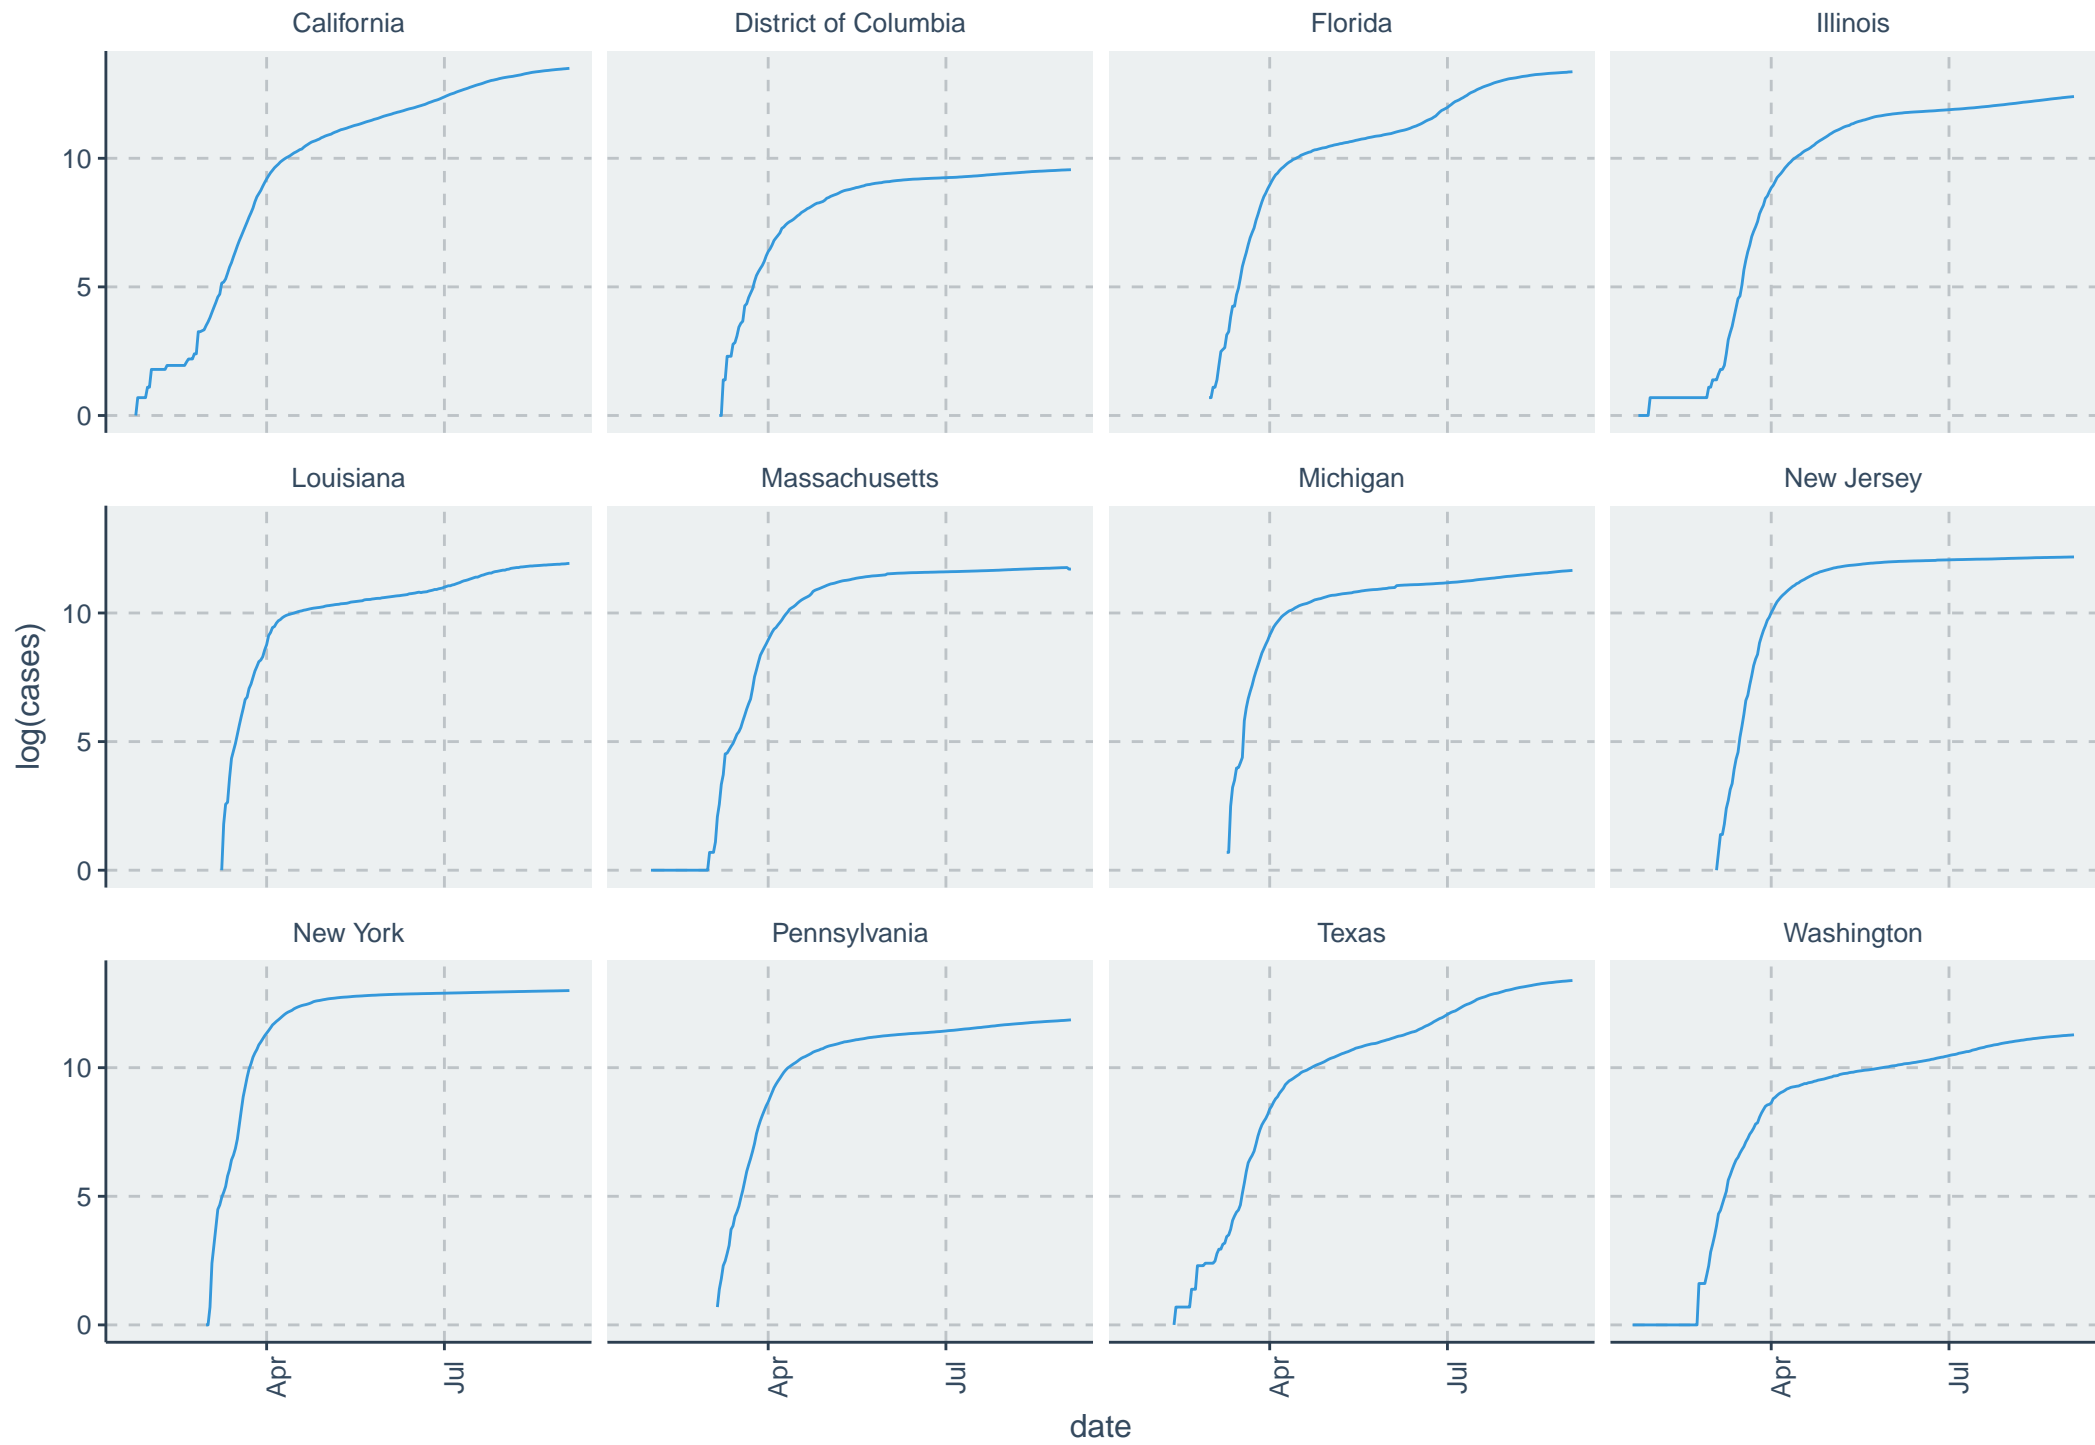 California District of Columbia Florida Illinois
10
5
0
Louisiana Massachusetts Michigan New Jersey
10
5
0
log(cases)
New York Pennsylvania Texas Washington
10
5
0
Apr Jul Apr Jul Apr Jul Apr Jul
date